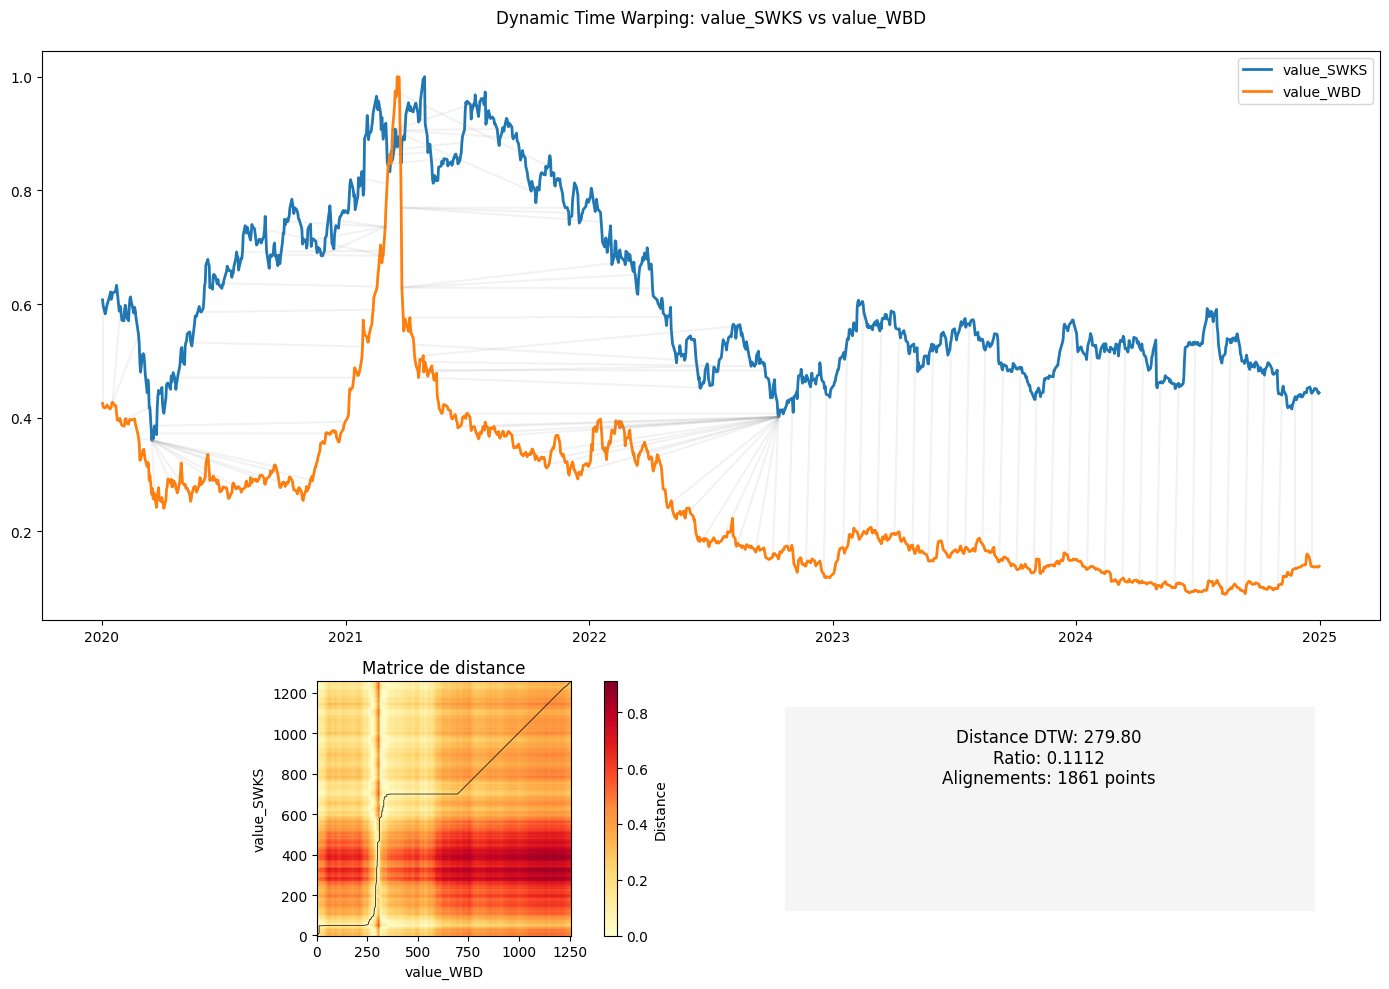 Dynamic Time Warping: value_SWKS vs value_WBD
value_SWKS
value_WBD
1.0
0.8
0.6
0.4
0.2
2020 2021 2022 2023 2024 2025
Matrice de distance
1200
1000
800
600
400
200
0
value_SWKS
0 250 500 750 1000 1250
value_WBD
0.8
0.6
0.4
0.2
0.0
Distance
Distance DTW: 279.80
Ratio: 0.1112
Alignements: 1861 points